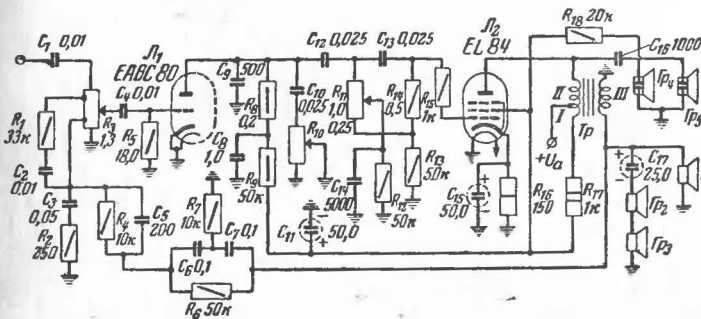 C₁ 0,01
Л₁
EABC 80
C₄ 0,01
R₁
33к
R₃
1,3
R₅
18,0
C₂
0,01
C₃
0,05
R₂
250
R₄
10к
C₅
200
R₇
10к
C₆ 0,1
C₇ 0,1
R₆ 50к
C₉
500
R₈
0,2
C₈
1,0
R₉
50к
C₁₀
0,025
R₁₀
C₁₁
50,0
C₁₂ 0,025
C₁₃ 0,025
R₁₁
1,0
0,25
R₁₄
0,5
R₁₅
1к
C₁₄
5000
R₁₂
50к
R₁₃
50к
Л₂
EL 84
C₁₅
50,0
R₁₆
150
R₁₇
1к
R₁₈ 20к
C₁₆ 1000
II
I
III
Тр
+Uа
Гр₄
Гр₅
C₁₇
25,0
Гр₂
Гр₃